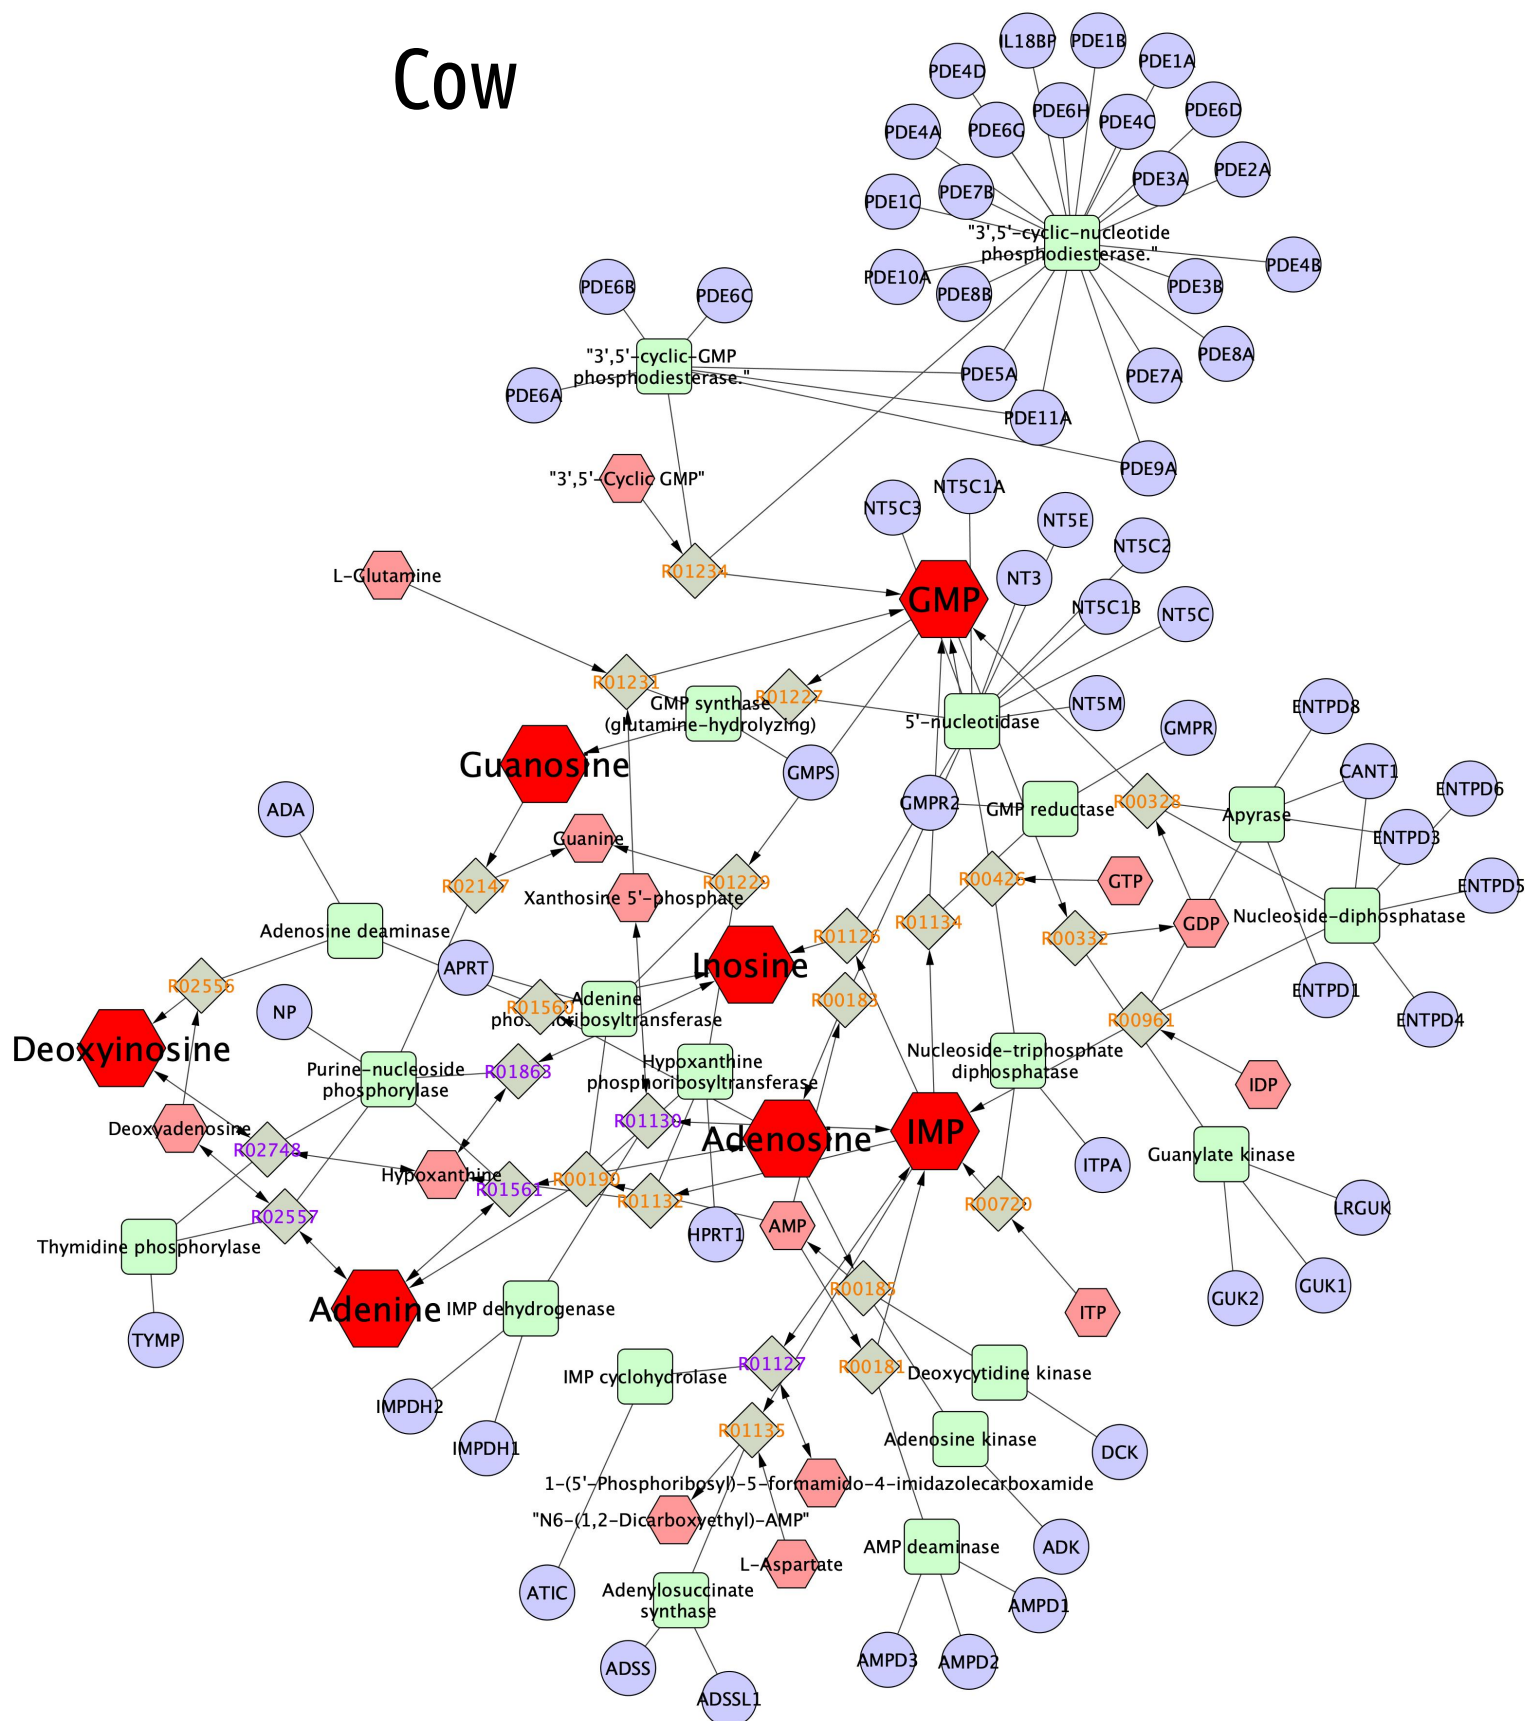 Cow
IL18BP
PDE1B
PDE1A
PDE4D
PDE6H
PDE4C
PDE6D
PDE4A
PDE6G
PDE3A
PDE2A
PDE7B
PDE1C
"3',5'-cyclic-nucleotide
phosphodiesterase."
PDE4B
PDE10A
PDE8B
PDE3B
PDE6B
PDE6C
"3',5'-cyclic-GMP
phosphodiesterase."
PDE8A
PDE5A
PDE7A
PDE6A
PDE11A
PDE9A
"3',5'-Cyclic GMP"
NT5C1A
NT5C3
NT5E
NT5C2
R01234
L-Glutamine
NT3
GMP
NT5C1B
NT5C
R01231
R01227
GMP synthase
(glutamine-hydrolyzing)
NT5M
5'-nucleotidase
ENTPD8
GMPR
Guanosine
GMPS
CANT1
ENTPD6
ADA
GMPR2
GMP reductase
R00328
Apyrase
ENTPD3
Guanine
R02147
R01229
R00426
GTP
ENTPD5
Xanthosine 5'-phosphate
Adenosine deaminase
R01126
R01134
R00332
GDP
Nucleoside-diphosphatase
APRT
Inosine
R02556
R01560
Adenine
phosphoribosyltransferase
R00183
ENTPD1
NP
R00961
ENTPD4
Deoxyinosine
Purine-nucleoside
phosphorylase
R01863
Hypoxanthine
phosphoribosyltransferase
Nucleoside-triphosphate
diphosphatase
IDP
Deoxyadenosine
R01130
Adenosine
IMP
R02748
Guanylate kinase
ITPA
Hypoxanthine
R01561
R00190
R01132
R00720
LRGUK
R02557
HPRT1
AMP
Thymidine phosphorylase
R00185
GUK2
GUK1
Adenine
IMP dehydrogenase
ITP
TYMP
IMP cyclohydrolase
R01127
R00181
Deoxycytidine kinase
IMPDH2
R01135
Adenosine kinase
DCK
IMPDH1
1-(5'-Phosphoribosyl)-5-formamido-4-imidazolecarboxamide
"N6-(1,2-Dicarboxyethyl)-AMP"
AMP deaminase
ADK
L-Aspartate
ATIC
Adenylosuccinate
synthase
AMPD1
AMPD3
AMPD2
ADSS
ADSSL1